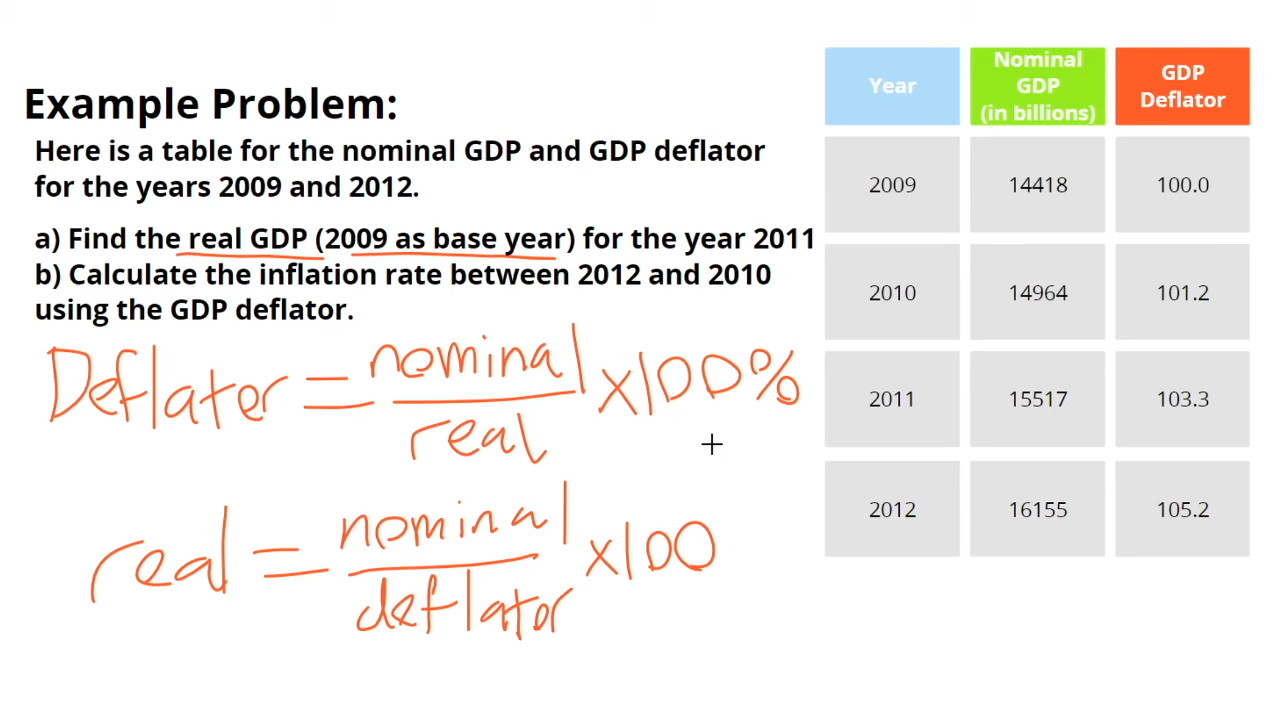 Example Problem:
Here is a table for the nominal GDP and GDP deflator
for the years 2009 and 2012.
a) Find the real GDP (2009 as base year) for the year 2011
b) Calculate the inflation rate between 2012 and 2010
using the GDP deflator.
Deflater = nominal / real x100%
real = nominal / deflator x100
Year Nominal GDP (in billions) GDP Deflator
2009 14418 100.0
2010 14964 101.2
2011 15517 103.3
2012 16155 105.2